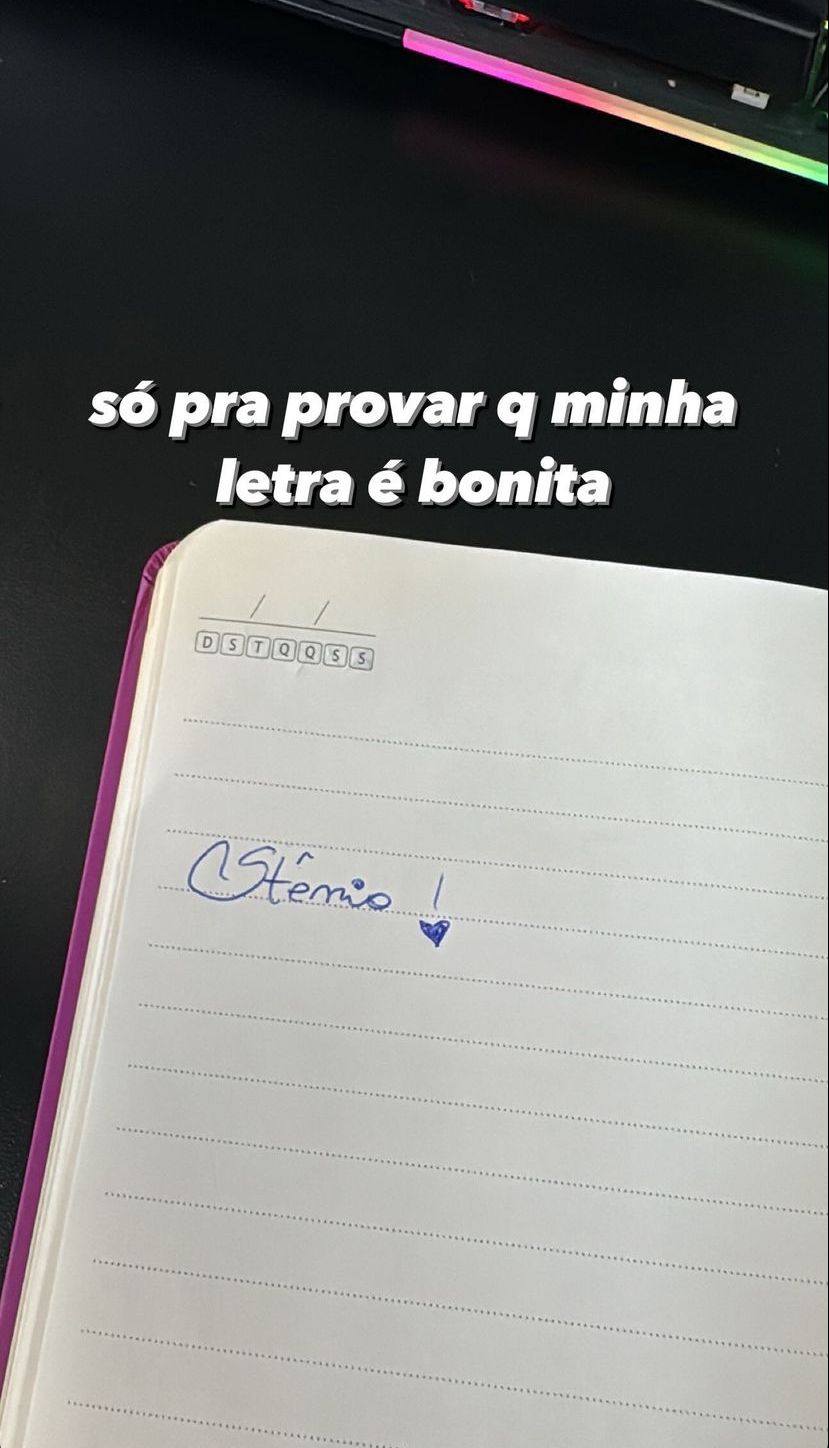 só pra provar q minha
letra é bonita
/ /
D S T Q Q S S
Stênio !